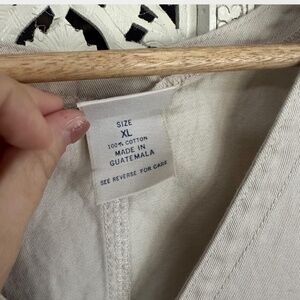 SIZE
XL
100% COTTON
MADE IN
GUATEMALA
SEE REVERSE FOR CARE